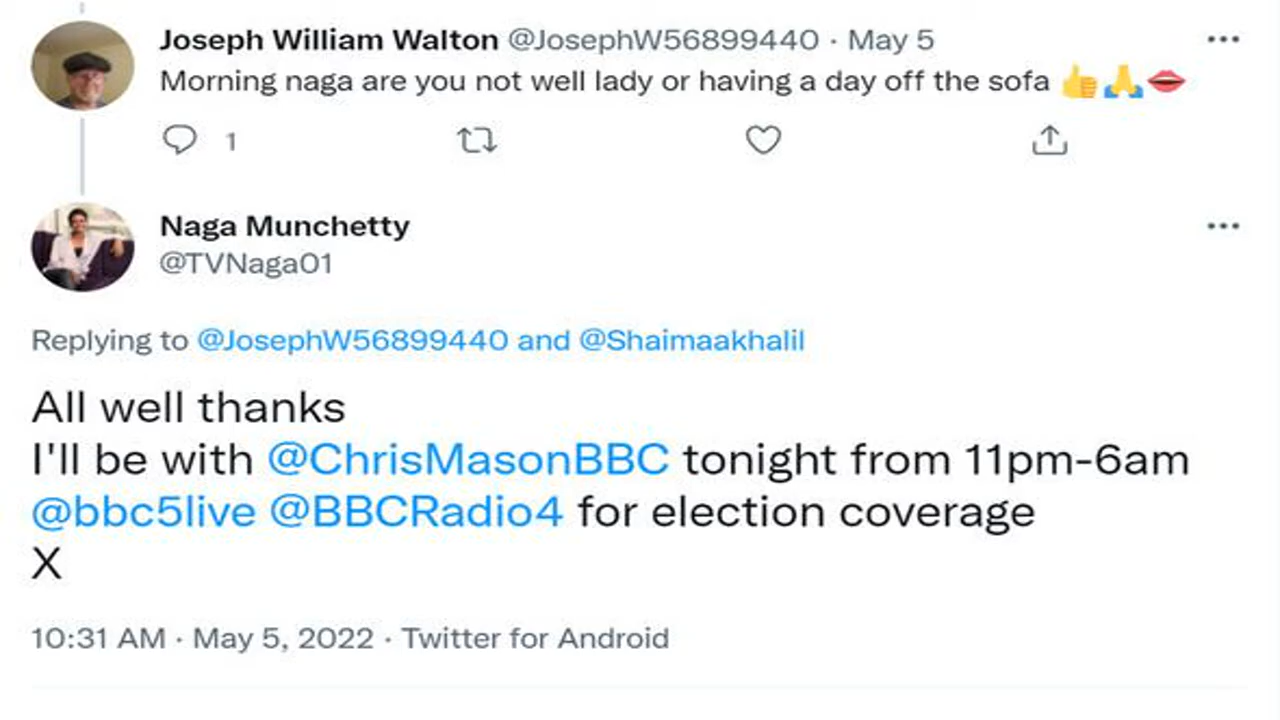 Joseph William Walton @JosephW56899440 · May 5
Morning naga are you not well lady or having a day off the sofa 👍🙏👄
1
Naga Munchetty
@TVNaga01
Replying to @JosephW56899440 and @Shaimaakhalil
All well thanks
I'll be with @ChrisMasonBBC tonight from 11pm-6am
@bbc5live @BBCRadio4 for election coverage
X
10:31 AM · May 5, 2022 · Twitter for Android